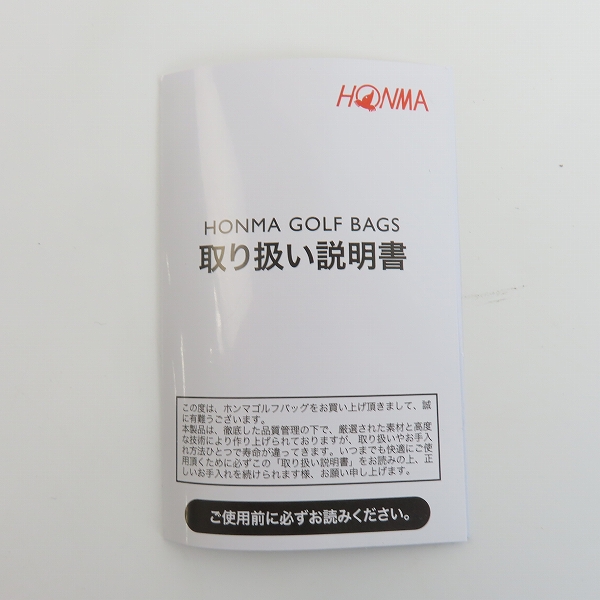 HONMA
HONMA GOLF BAGS
取り扱い説明書
この度は、ホンマゴルフバッグをお買い上げ頂きまして、誠
に有難うございます。
本製品は、徹底した品質管理の下で、厳選された素材と高度
な技術により作り上げられておりますが、取り扱いやお手入
れ方法ひとつで寿命が違ってきます。いつまでも快適にご使
用頂くために必ずこの「取り扱い説明書」をお読みの上、正
しいお手入れを続けられます様、お願い申し上げます。
ご使用前に必ずお読みください。